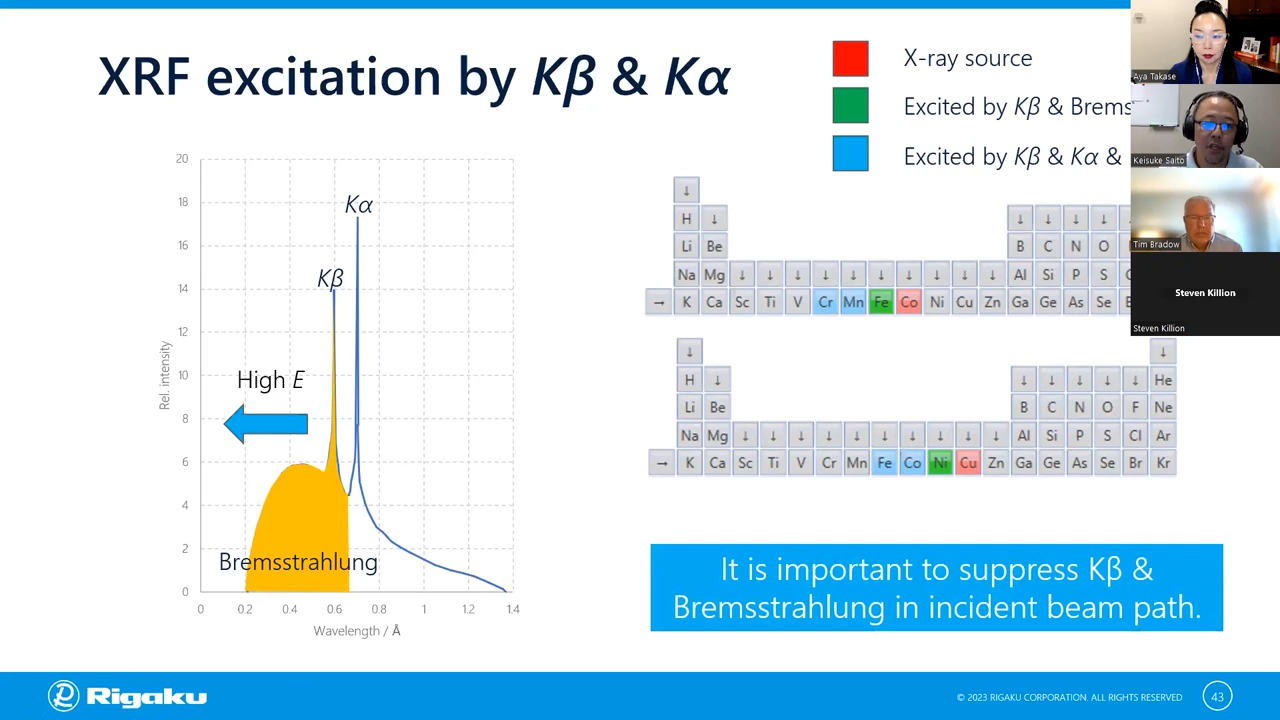 XRF excitation by Kβ & Kα
X-ray source
Excited by Kβ & Brems
Excited by Kβ & Kα &
Aya Takase
Keisuke Saito
Tim Bradow
Steven Killion
Steven Killion
20
18
16
14
12
10
8
6
4
2
0
Rel. intensity
Kα
Kβ
High E
Bremsstrahlung
0 0.2 0.4 0.6 0.8 1 1.2 1.4
Wavelength / Å
↓
H ↓ ↓ ↓ ↓ ↓
Li Be B C N O
Na Mg ↓ ↓ ↓ ↓ ↓ ↓ ↓ ↓ ↓ ↓ Al Si P S
→ K Ca Sc Ti V Cr Mn Fe Co Ni Cu Zn Ga Ge As Se
↓ ↓
H ↓ ↓ ↓ ↓ ↓ ↓ He
Li Be B C N O F Ne
Na Mg ↓ ↓ ↓ ↓ ↓ ↓ ↓ ↓ ↓ ↓ Al Si P S Cl Ar
→ K Ca Sc Ti V Cr Mn Fe Co Ni Cu Zn Ga Ge As Se Br Kr
It is important to suppress Kβ &
Bremsstrahlung in incident beam path.
Rigaku
© 2023 RIGAKU CORPORATION. ALL RIGHTS RESERVED
43